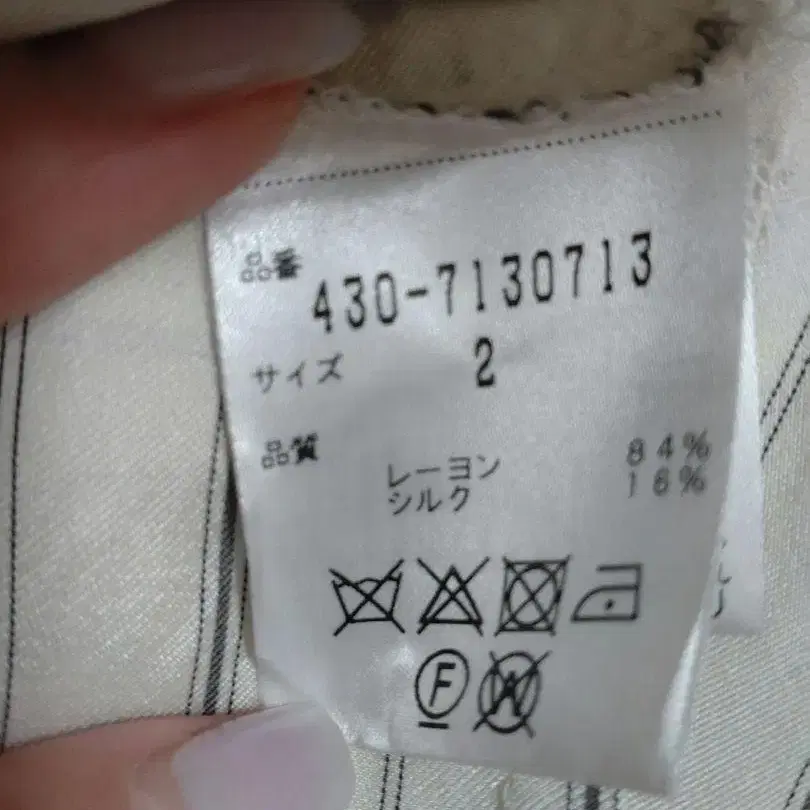 品番
430-7130713
サイズ 2
品質
レーヨン 84%
シルク 16%
F
W